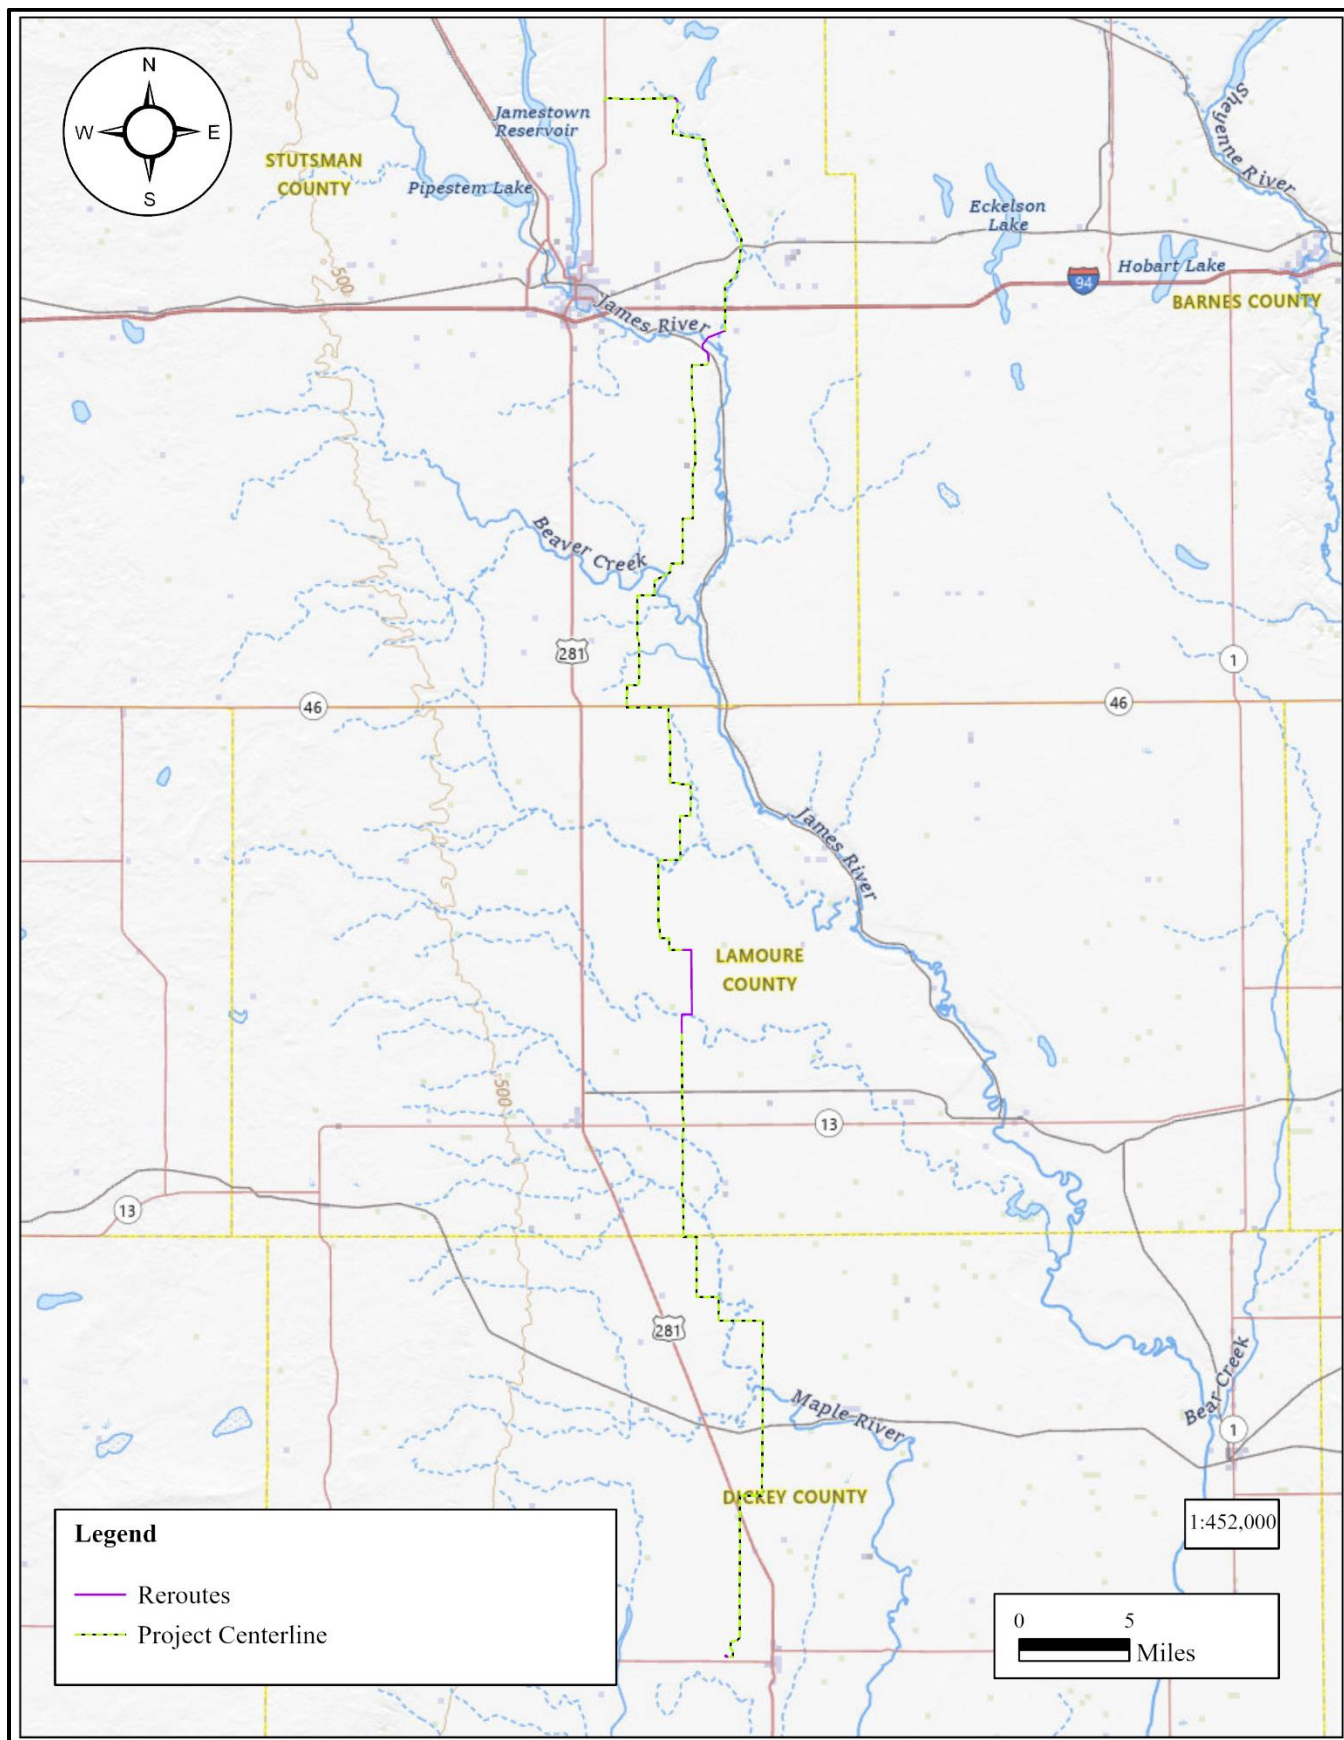 N
W
E
S
Jamestown
Reservoir
Sheyenne River
STUTSMAN
COUNTY
Pipestem Lake
Eckelson
Lake
500
Hobart Lake
94
BARNES COUNTY
James River
Beaver Creek
281
1
46
46
James River
LAMOURE
COUNTY
500
13
13
281
Bear Creek
Maple River
1
DICKEY COUNTY
1:452,000
Legend
Reroutes
Project Centerline
0 5
Miles